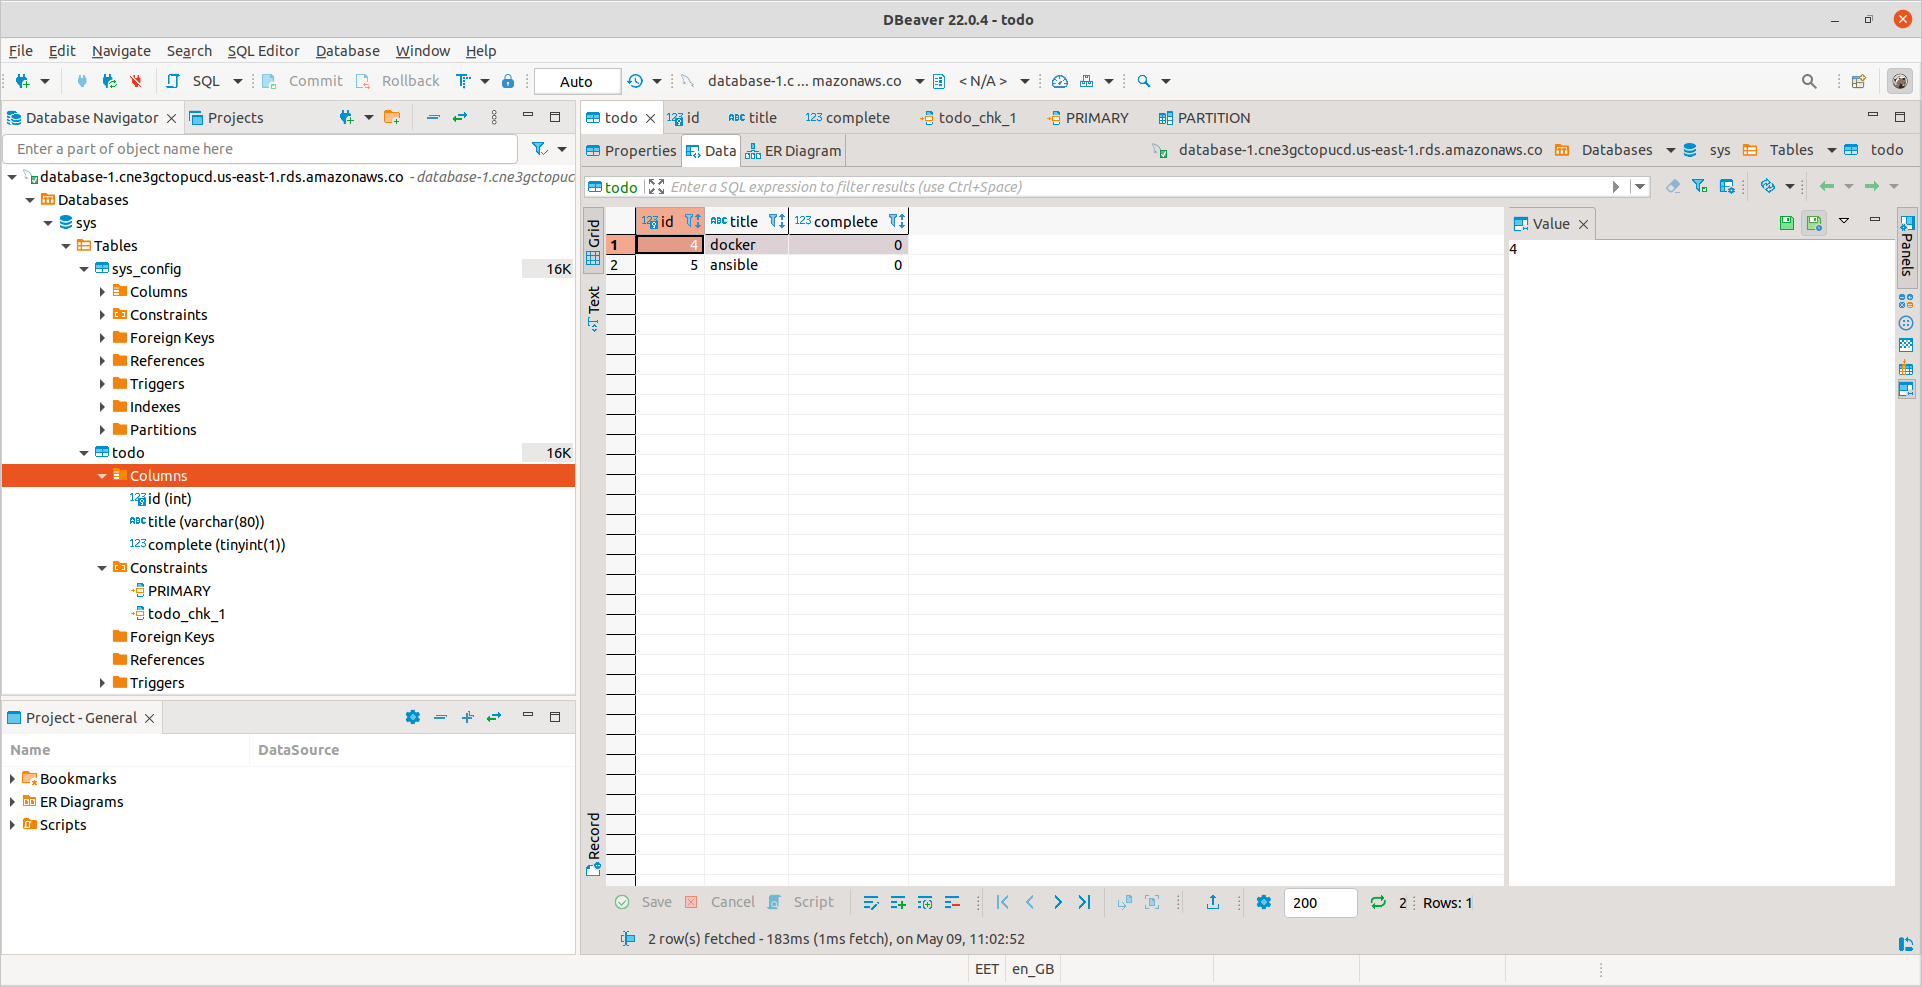 DBeaver 22.0.4 - todo
File Edit Navigate Search SQL Editor Database Window Help
SQL Commit Rollback Auto database-1.c ... mazonaws.co < N/A >
Database Navigator Projects
Enter a part of object name here
database-1.cne3gctopucd.us-east-1.rds.amazonaws.co - database-1.cne3gctopucd
Databases
sys
Tables
sys_config 16K
Columns
Constraints
Foreign Keys
References
Triggers
Indexes
Partitions
todo 16K
Columns
id (int)
title (varchar(80))
complete (tinyint(1))
Constraints
PRIMARY
todo_chk_1
Foreign Keys
References
Triggers
Project - General
Name DataSource
Bookmarks
ER Diagrams
Scripts
todo id title complete todo_chk_1 PRIMARY PARTITION
Properties Data ER Diagram database-1.cne3gctopucd.us-east-1.rds.amazonaws.co Databases sys Tables todo
todo Enter a SQL expression to filter results (use Ctrl+Space)
Grid
Text
Record
123 id ABC title 123 complete
1 4 docker 0
2 5 ansible 0
Value
4
Panels
Save Cancel Script 200 2 Rows: 1
2 row(s) fetched - 183ms (1ms fetch), on May 09, 11:02:52
EET en_GB